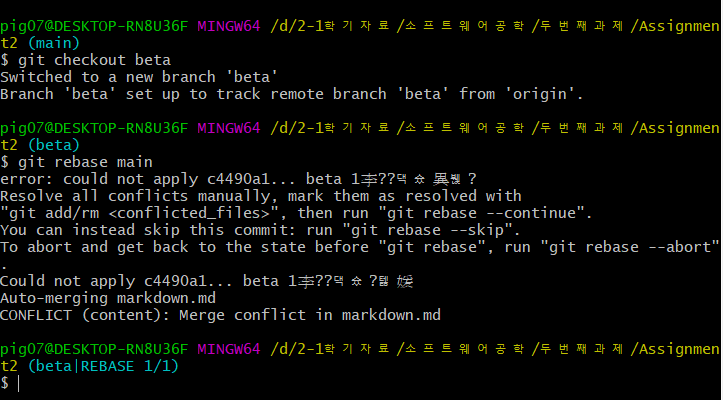 pig07@DESKTOP-RN8U36F MINGW64 /d/2-1학기자료/소프트웨어공학/두번째과제/Assignmen
t2 (main)
$ git checkout beta
Switched to a new branch 'beta'
Branch 'beta' set up to track remote branch 'beta' from 'origin'.
pig07@DESKTOP-RN8U36F MINGW64 /d/2-1학기자료/소프트웨어공학/두번째과제/Assignmen
t2 (beta)
$ git rebase main
error: could not apply c4490a1... beta 1
Resolve all conflicts manually, mark them as resolved with
"git add/rm <conflicted_files>", then run "git rebase --continue".
You can instead skip this commit: run "git rebase --skip".
To abort and get back to the state before "git rebase", run "git rebase --abort"
.
Could not apply c4490a1... beta 1
Auto-merging markdown.md
CONFLICT (content): Merge conflict in markdown.md
pig07@DESKTOP-RN8U36F MINGW64 /d/2-1학기자료/소프트웨어공학/두번째과제/Assignmen
t2 (beta|REBASE 1/1)
$